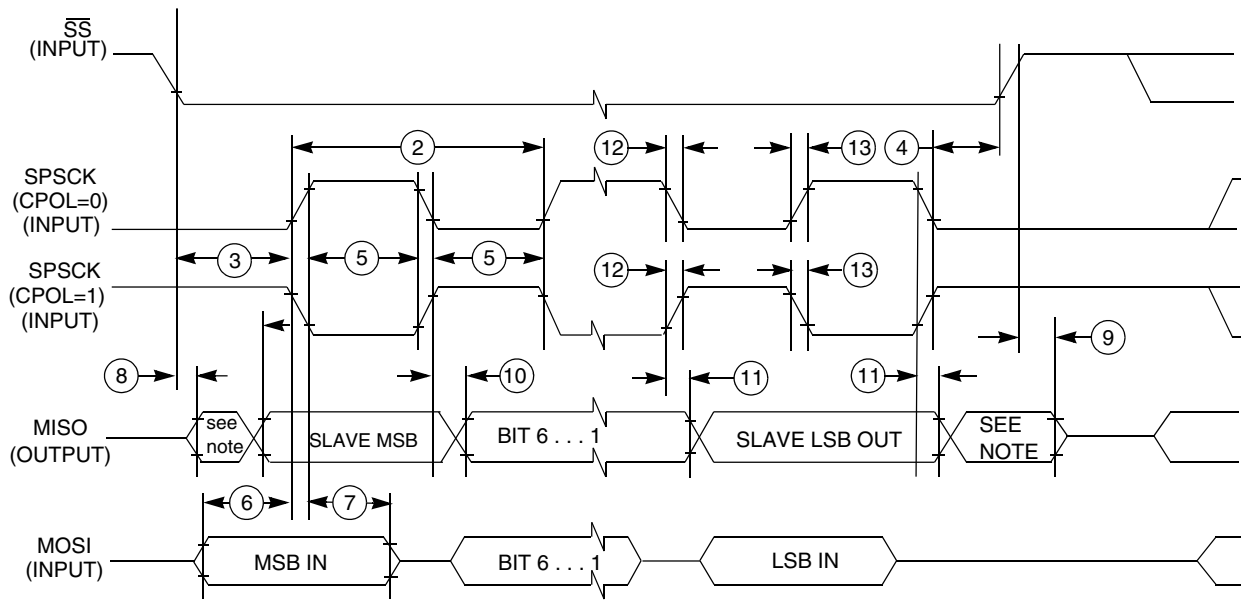 SS
(INPUT)
2
12
13
4
SPSCK
(CPOL=0)
(INPUT)
3
5
5
SPSCK
(CPOL=1)
(INPUT)
12
13
9
8
10
11
11
MISO
(OUTPUT)
see
note
SLAVE MSB
BIT 6 . . . 1
SLAVE LSB OUT
SEE
NOTE
6
7
MOSI
(INPUT)
MSB IN
BIT 6 . . . 1
LSB IN